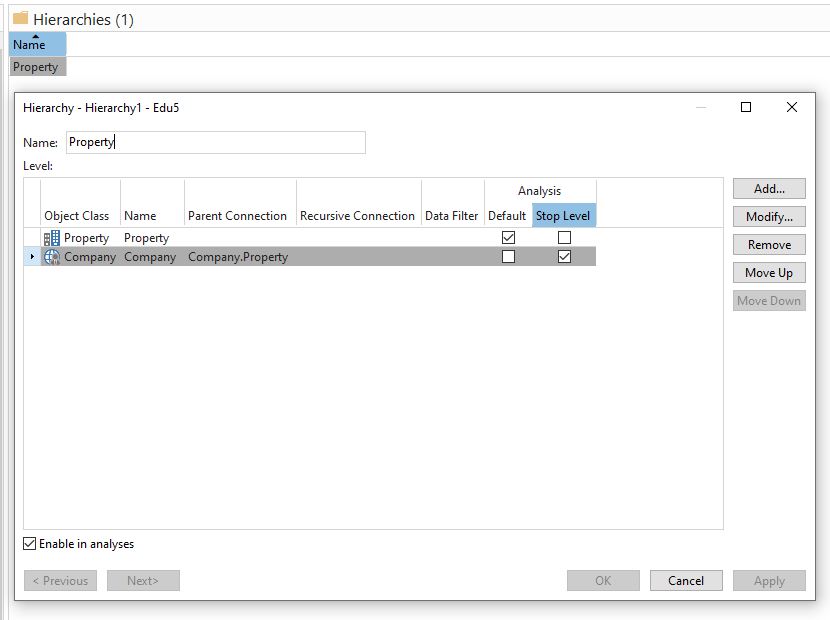 Hierarchies (1)
Name
Property
Hierarchy - Hierarchy1 - Edu5
Name: Property
Level:
Analysis
Object Class Name Parent Connection Recursive Connection Data Filter Default Stop Level
Property Property
Company Company Company.Property
Add...
Modify...
Remove
Move Up
Move Down
Enable in analyses
< Previous Next> OK Cancel Apply